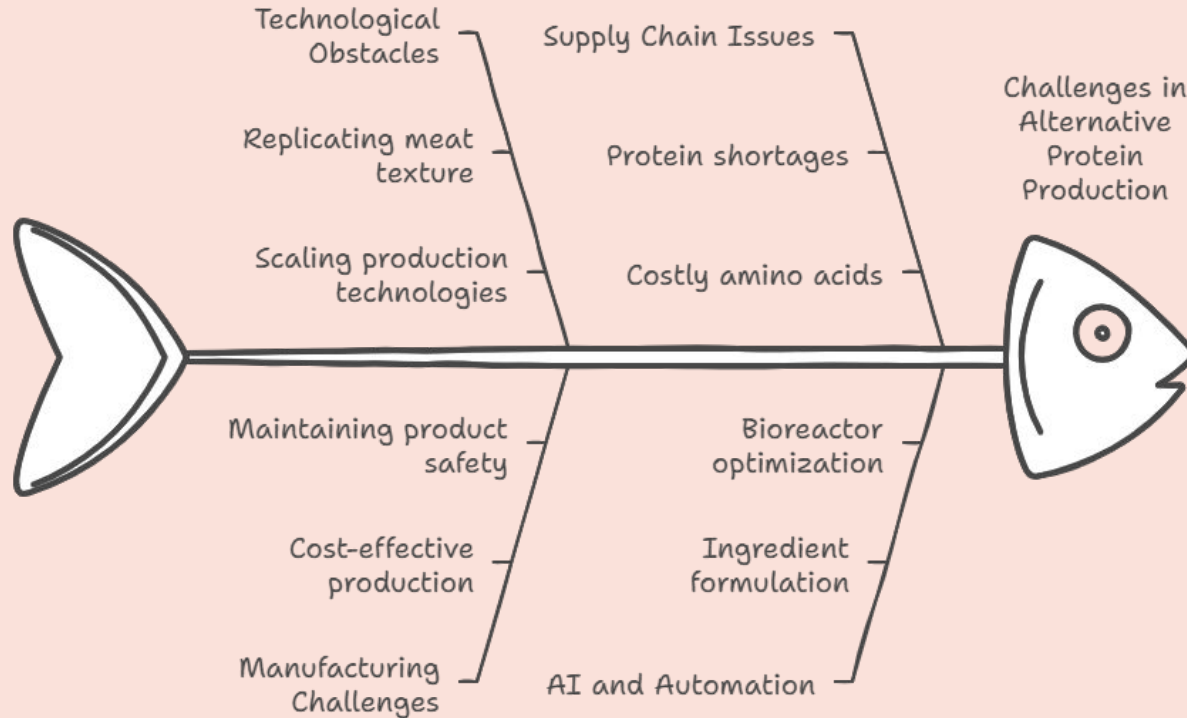 Technological
Obstacles
Replicating meat
texture
Scaling production
technologies
Supply Chain Issues
Protein shortages
Costly amino acids
Challenges in
Alternative
Protein
Production
Maintaining product
safety
Cost-effective
production
Manufacturing
Challenges
Bioreactor
optimization
Ingredient
formulation
AI and Automation